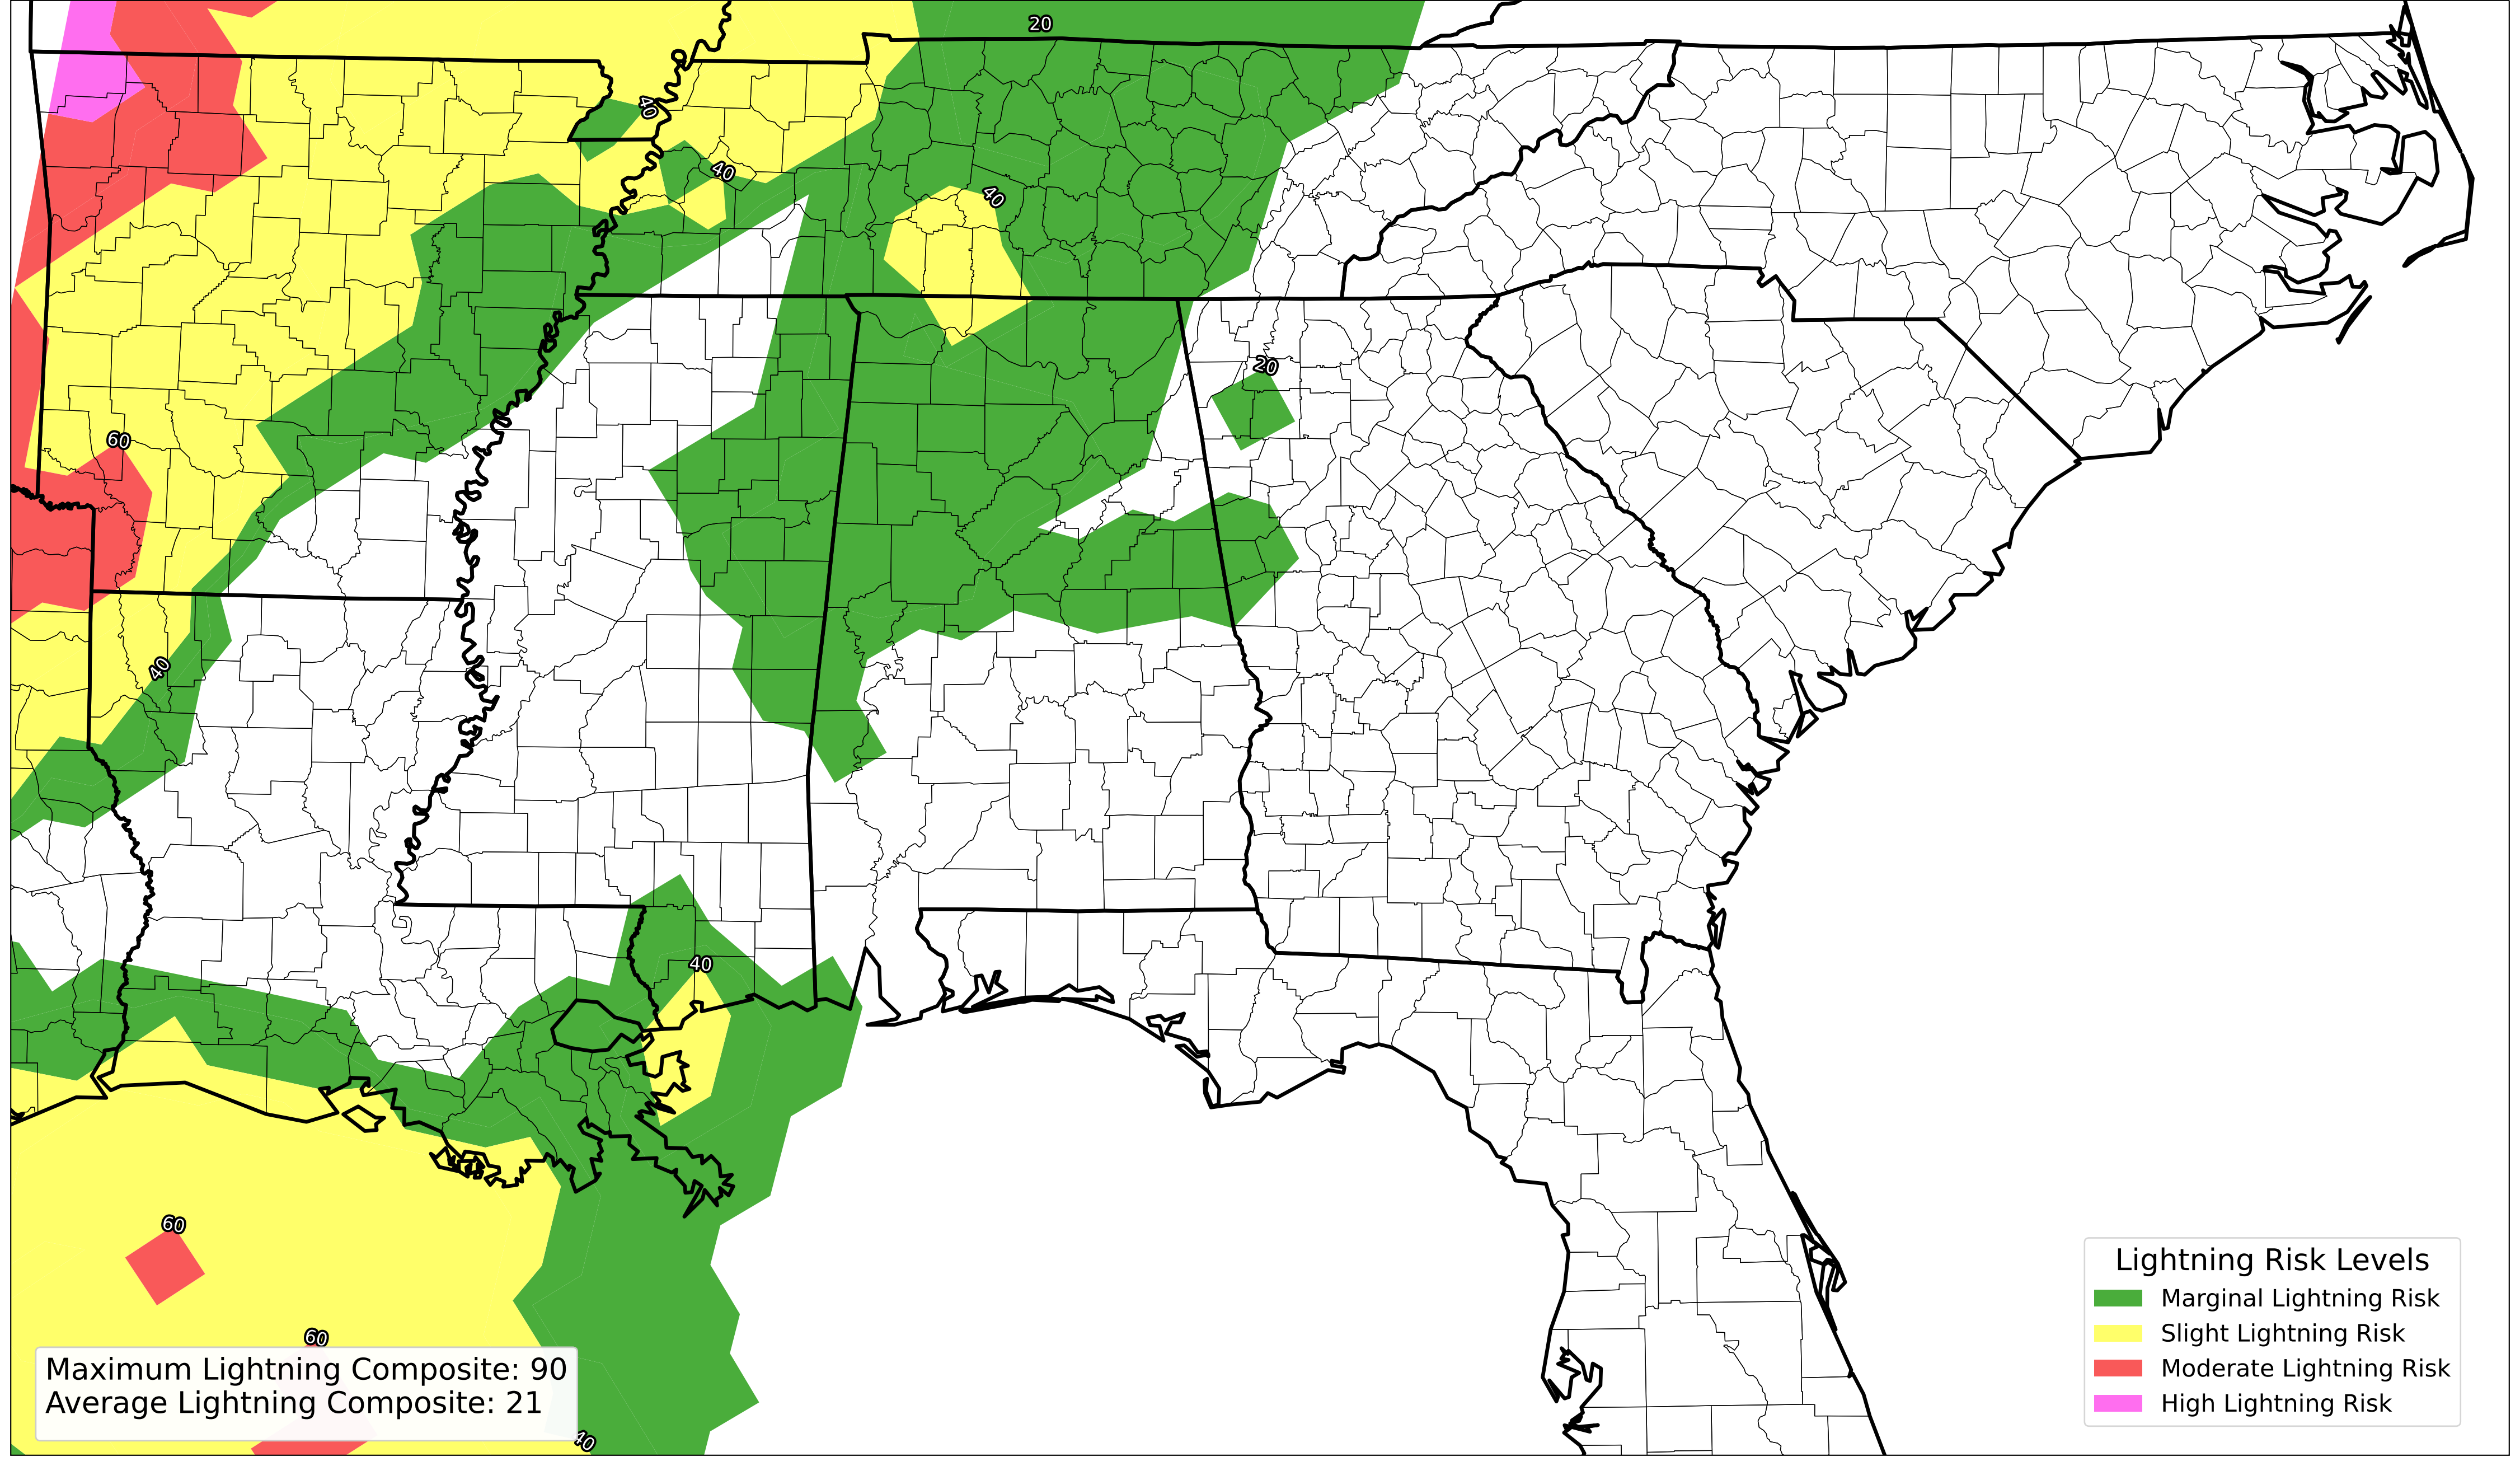 20
40
40
40
20
60
40
40
60
60
40
Maximum Lightning Composite: 90
Average Lightning Composite: 21
Lightning Risk Levels
Marginal Lightning Risk
Slight Lightning Risk
Moderate Lightning Risk
High Lightning Risk